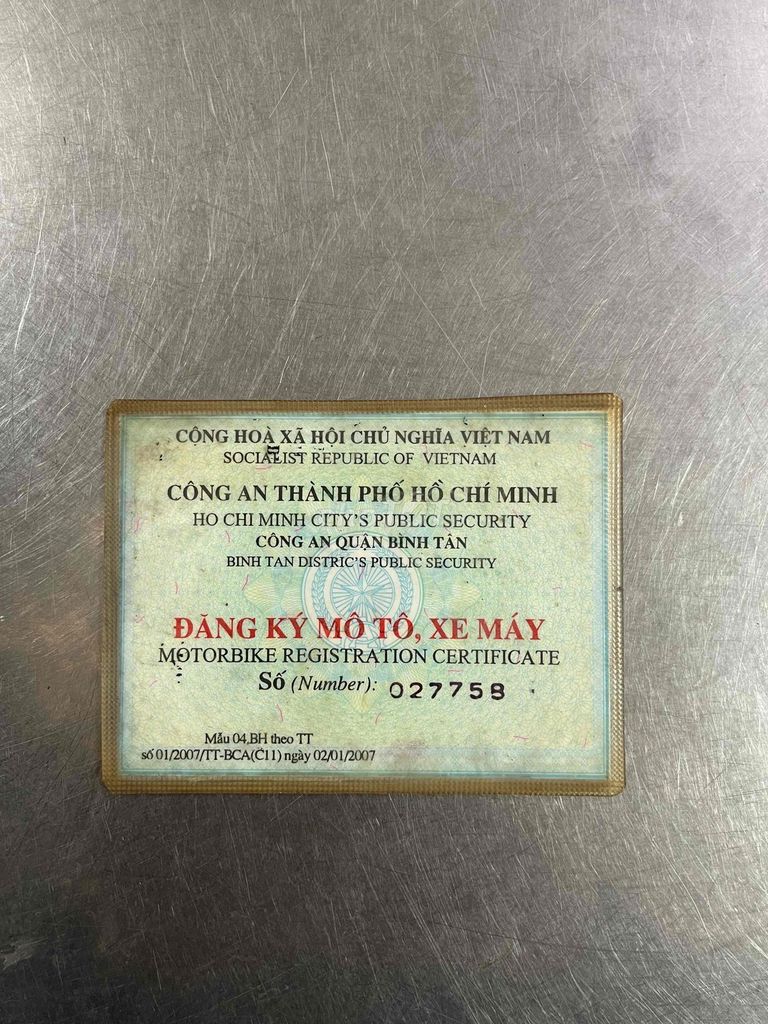 CỘNG HOÀ XÃ HỘI CHỦ NGHĨA VIỆT NAM
SOCIALIST REPUBLIC OF VIETNAM
CÔNG AN THÀNH PHỐ HỒ CHÍ MINH
HO CHI MINH CITY'S PUBLIC SECURITY
CÔNG AN QUẬN BÌNH TÂN
BINH TAN DISTRIC'S PUBLIC SECURITY
ĐĂNG KÝ MÔ TÔ, XE MÁY
MOTORBIKE REGISTRATION CERTIFICATE
Số (Number): 027758
Mẫu 04.BH theo TT
số 01/2007/TT-BCA(C11) ngày 02/01/2007